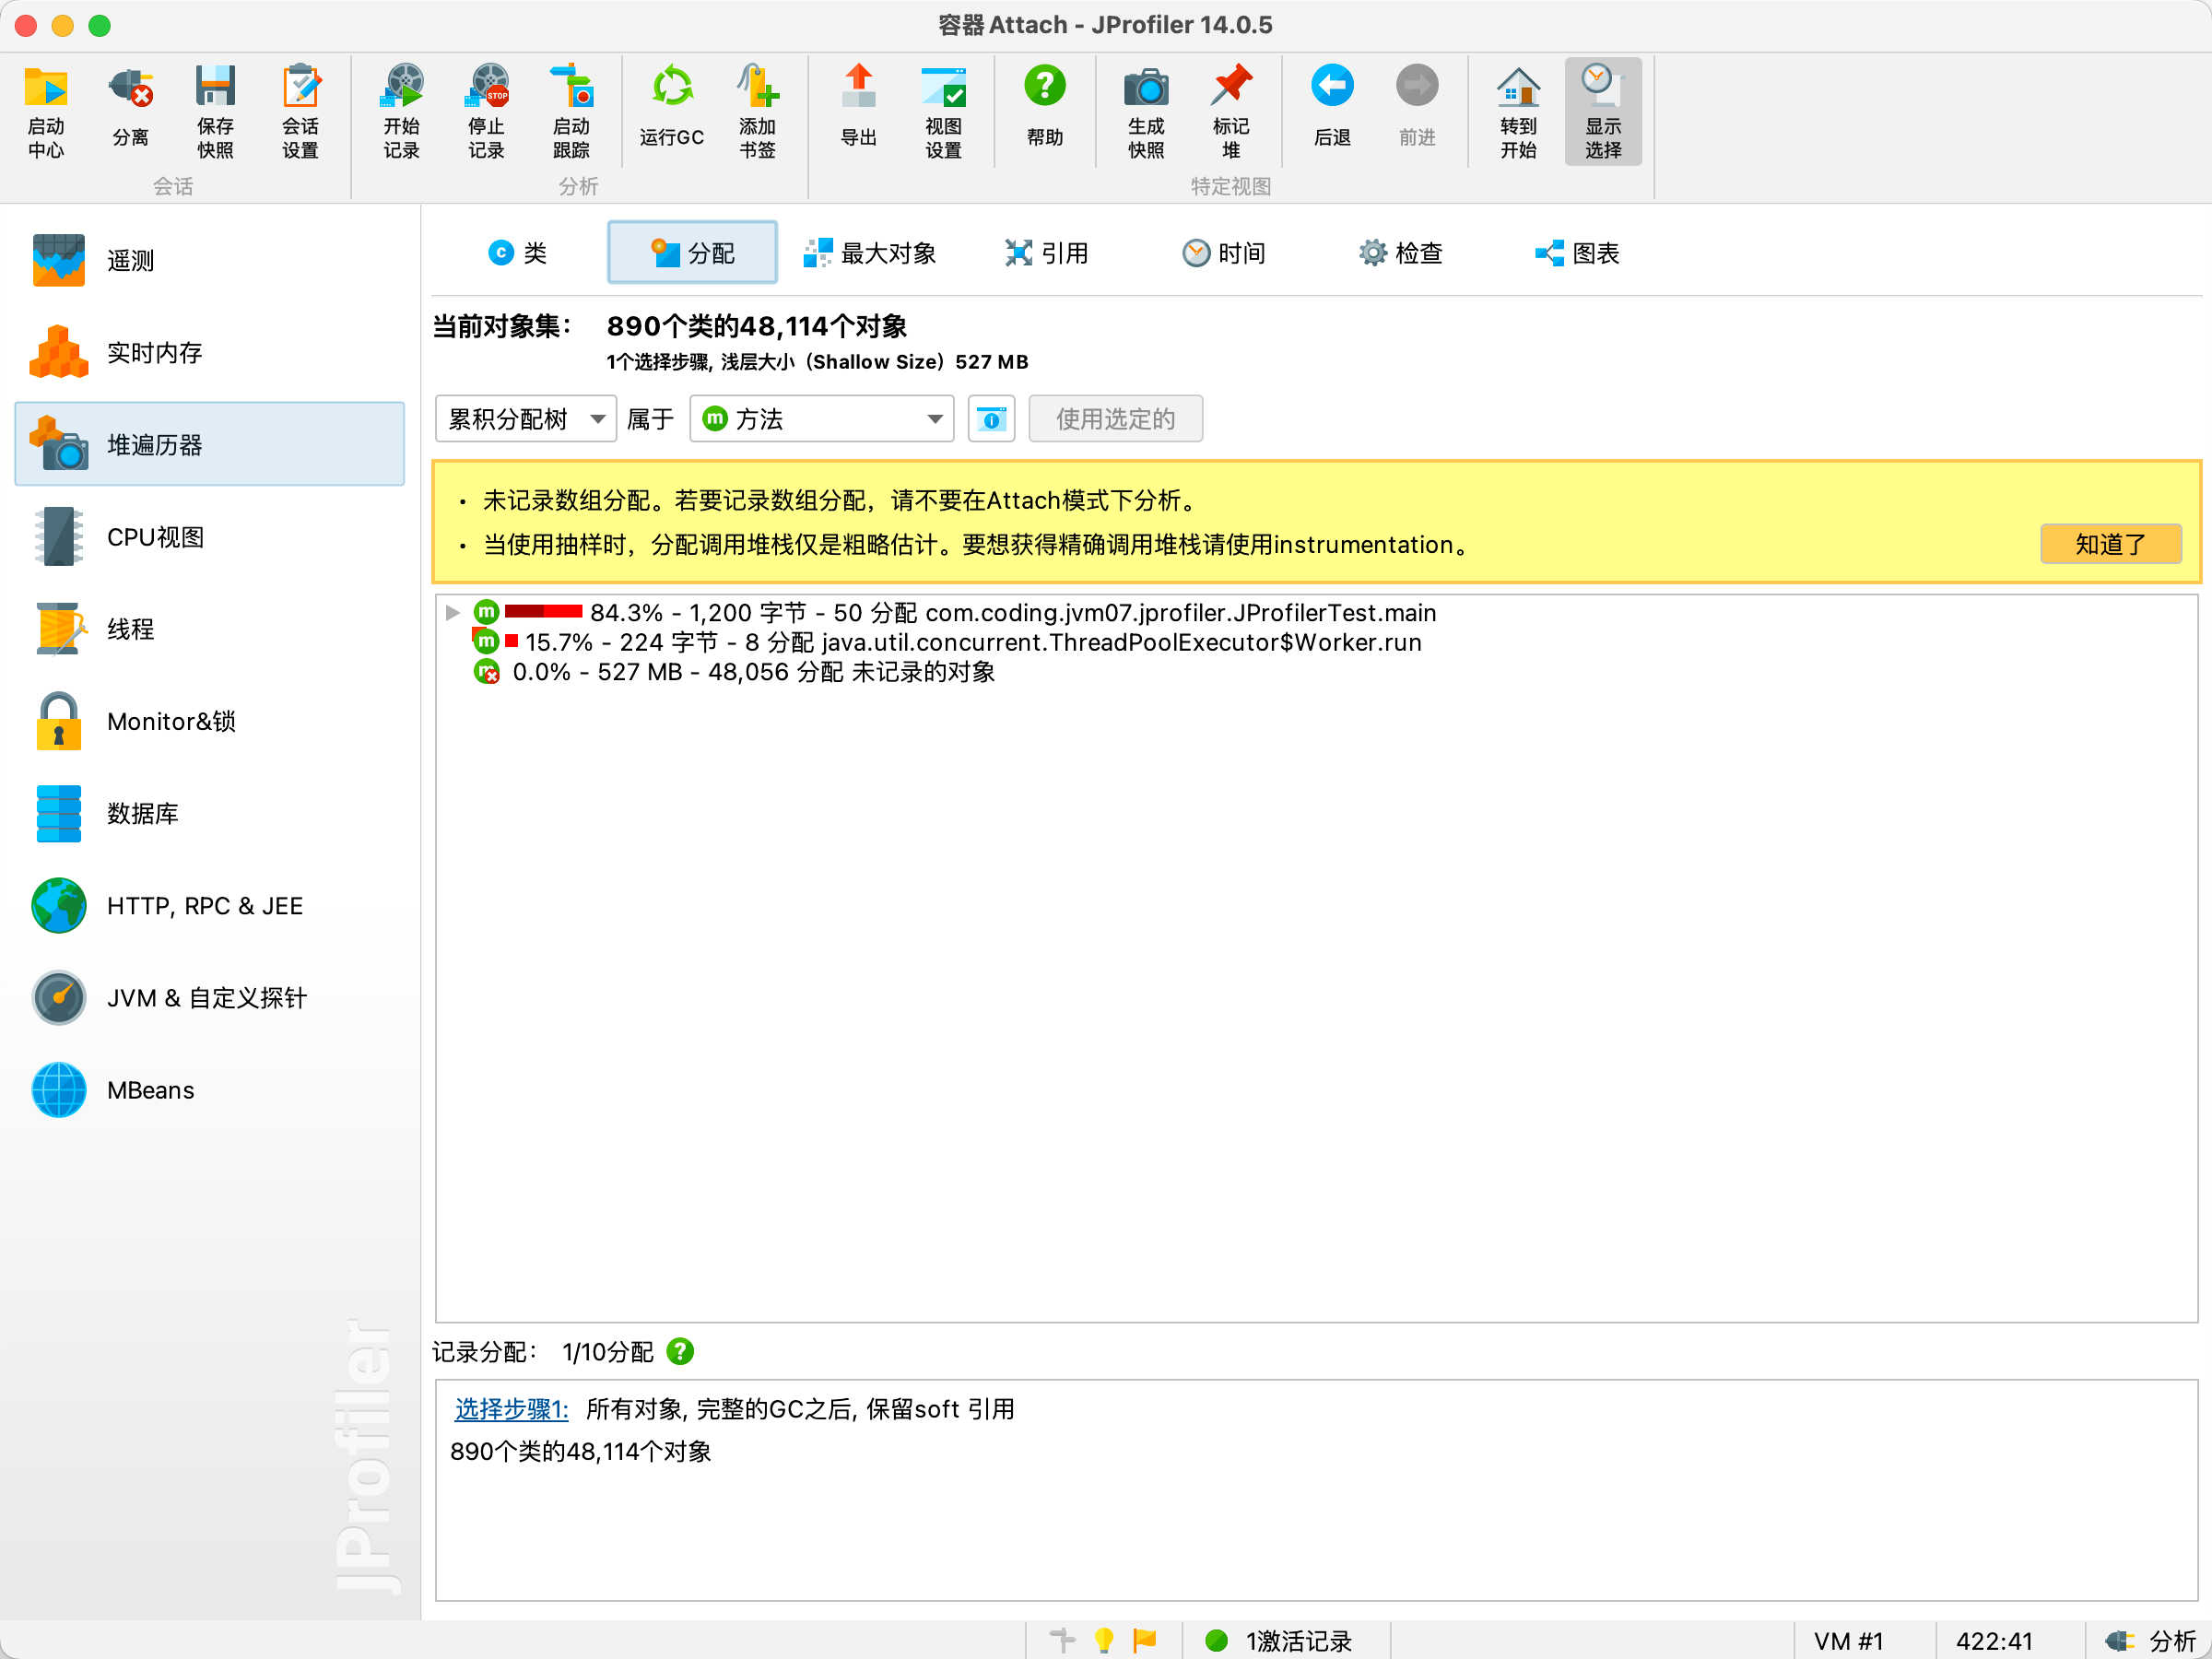 容器 Attach - JProfiler 14.0.5
启动中心
分离
保存快照
会话设置
开始记录
停止记录
启动跟踪
运行GC
添加书签
导出
视图设置
帮助
生成快照
标记堆
后退
前进
转到开始
显示选择
会话
分析
特定视图
遥测
实时内存
堆遍历器
CPU视图
线程
Monitor&锁
数据库
HTTP, RPC & JEE
JVM & 自定义探针
MBeans
JProfiler
类
分配
最大对象
引用
时间
检查
图表
当前对象集： 890个类的48,114个对象
1个选择步骤, 浅层大小（Shallow Size）527 MB
累积分配树 属于 方法 使用选定的
· 未记录数组分配。若要记录数组分配，请不要在Attach模式下分析。
· 当使用抽样时，分配调用堆栈仅是粗略估计。要想获得精确调用堆栈请使用instrumentation。
知道了
84.3% - 1,200 字节 - 50 分配 com.coding.jvm07.jprofiler.JProfilerTest.main
15.7% - 224 字节 - 8 分配 java.util.concurrent.ThreadPoolExecutor$Worker.run
0.0% - 527 MB - 48,056 分配 未记录的对象
记录分配： 1/10分配
选择步骤1: 所有对象, 完整的GC之后, 保留soft 引用
890个类的48,114个对象
1激活记录
VM #1
422:41
分析